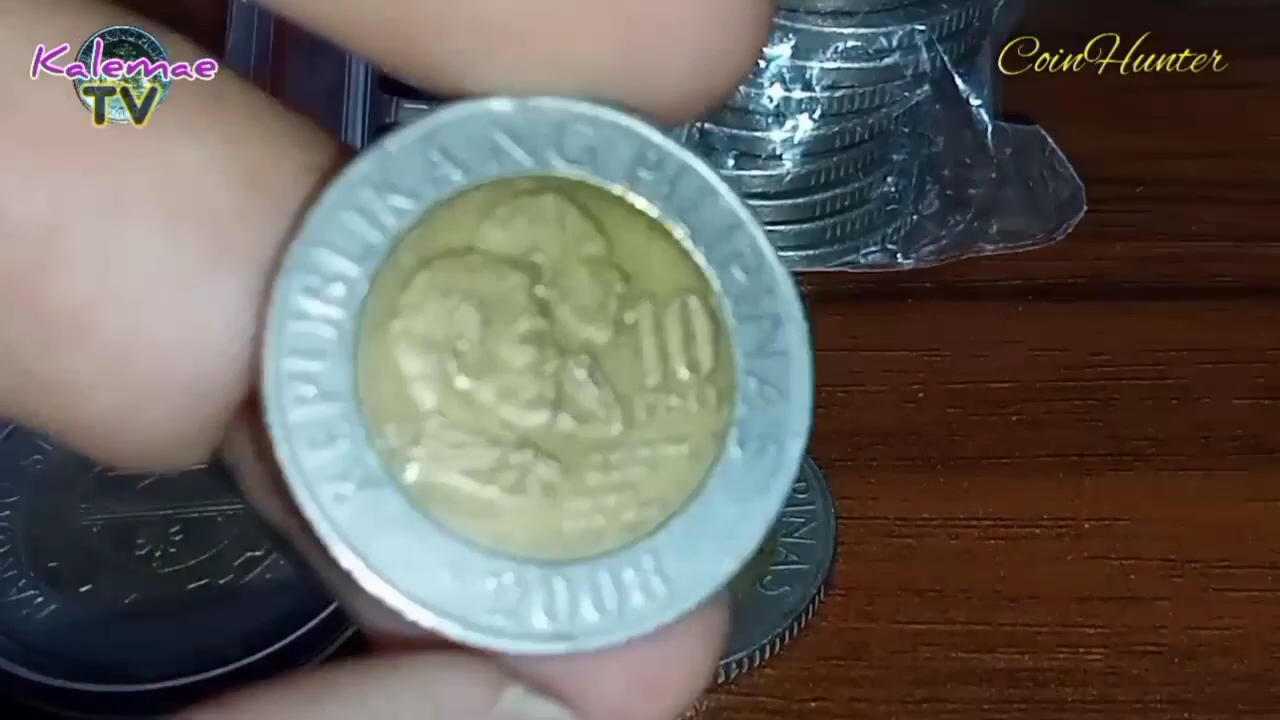 Kalemae
TV
CoinHunter
REPUBLIKA NG PILIPINAS
10
2008
PINAS